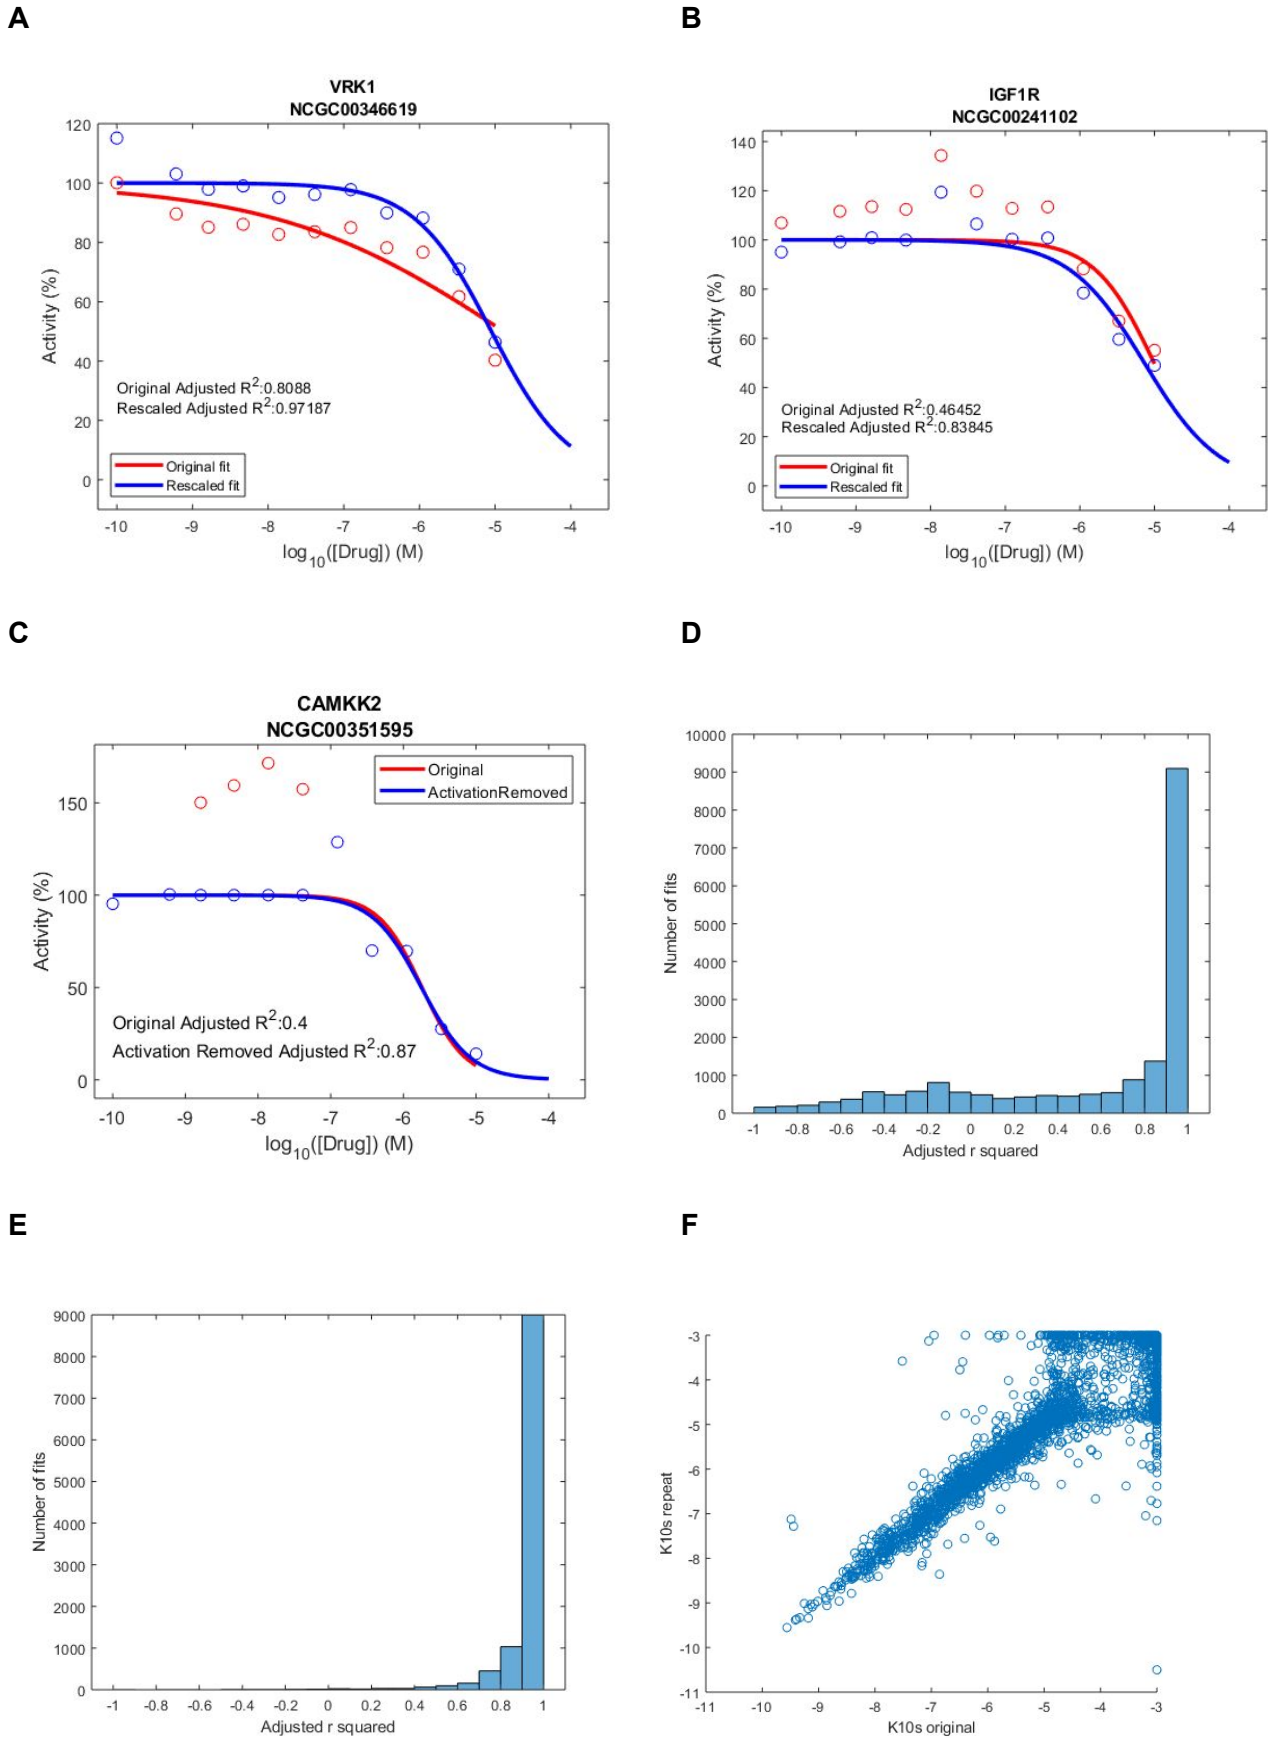 A
VRK1
NCGC00346619
120
100
80
60
40
20
0
Activity (%)
Original Adjusted R2:0.8088
Rescaled Adjusted R2:0.97187
Original fit
Rescaled fit
-10 -9 -8 -7 -6 -5 -4
log10([Drug]) (M)
B
IGF1R
NCGC00241102
140
120
100
80
60
40
20
0
Activity (%)
Original Adjusted R2:0.46452
Rescaled Adjusted R2:0.83845
Original fit
Rescaled fit
-10 -9 -8 -7 -6 -5 -4
log10([Drug]) (M)
C
CAMKK2
NCGC00351595
Original
ActivationRemoved
150
100
50
0
Activity (%)
Original Adjusted R2:0.4
Activation Removed Adjusted R2:0.87
-10 -9 -8 -7 -6 -5 -4
log10([Drug]) (M)
D
10000
9000
8000
7000
6000
5000
4000
3000
2000
1000
0
Number of fits
-1 -0.8 -0.6 -0.4 -0.2 0 0.2 0.4 0.6 0.8 1
Adjusted r squared
E
9000
8000
7000
6000
5000
4000
3000
2000
1000
0
Number of fits
-1 -0.8 -0.6 -0.4 -0.2 0 0.2 0.4 0.6 0.8 1
Adjusted r squared
F
-3
-4
-5
-6
-7
-8
-9
-10
-11
K10s repeat
-11 -10 -9 -8 -7 -6 -5 -4 -3
K10s original